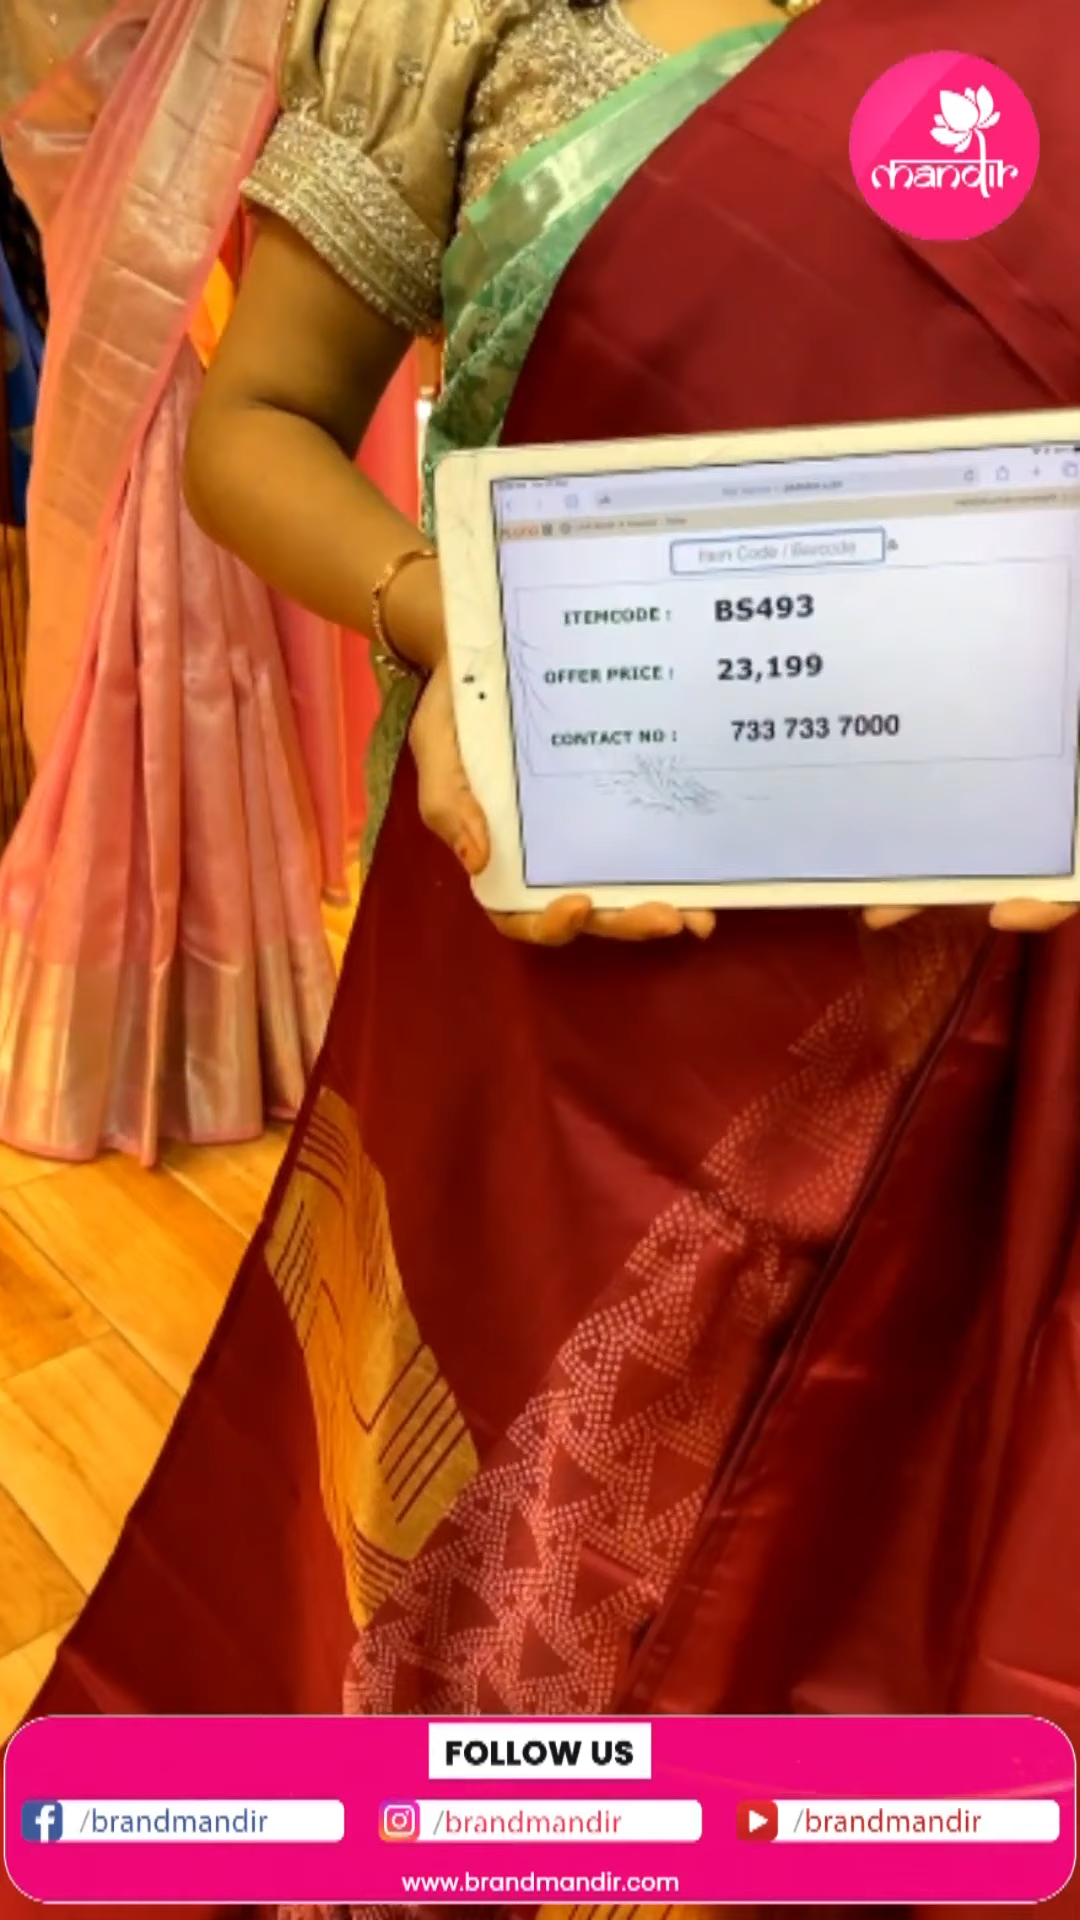 mandir
Item Code / Barcode
ITEMCODE : BS493
OFFER PRICE : 23,199
CONTACT NO : 733 733 7000
FOLLOW US
/brandmandir /brandmandir /brandmandir
www.brandmandir.com